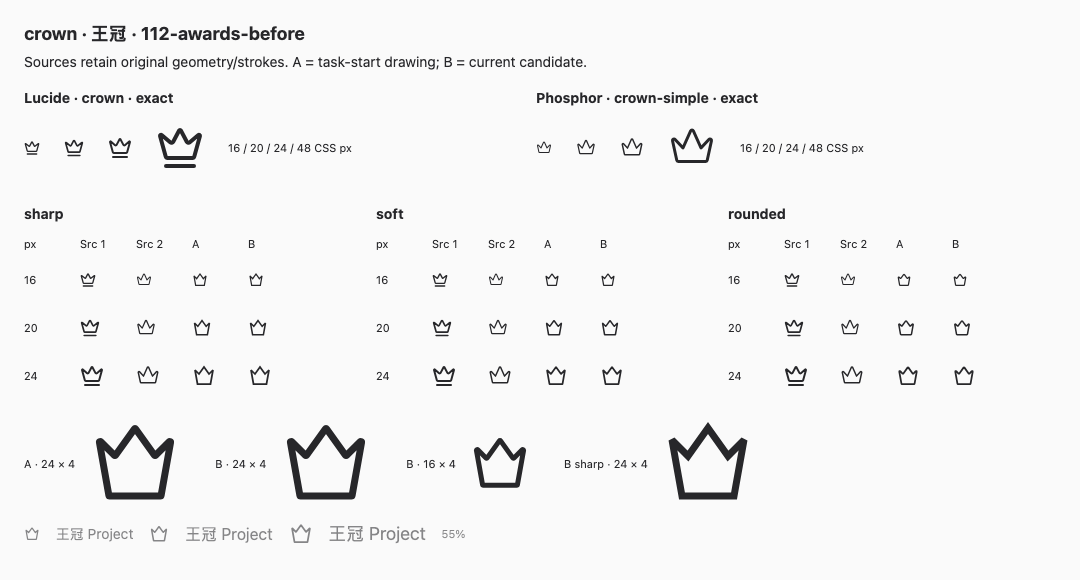 crown · 王冠 · 112-awards-before
Sources retain original geometry/strokes. A = task-start drawing; B = current candidate.
Lucide · crown · exact
16 / 20 / 24 / 48 CSS px
Phosphor · crown-simple · exact
16 / 20 / 24 / 48 CSS px
sharp
px Src 1 Src 2 A B
16
20
24
soft
px Src 1 Src 2 A B
16
20
24
rounded
px Src 1 Src 2 A B
16
20
24
A · 24 × 4
B · 24 × 4
B · 16 × 4
B sharp · 24 × 4
王冠 Project 王冠 Project 王冠 Project 55%